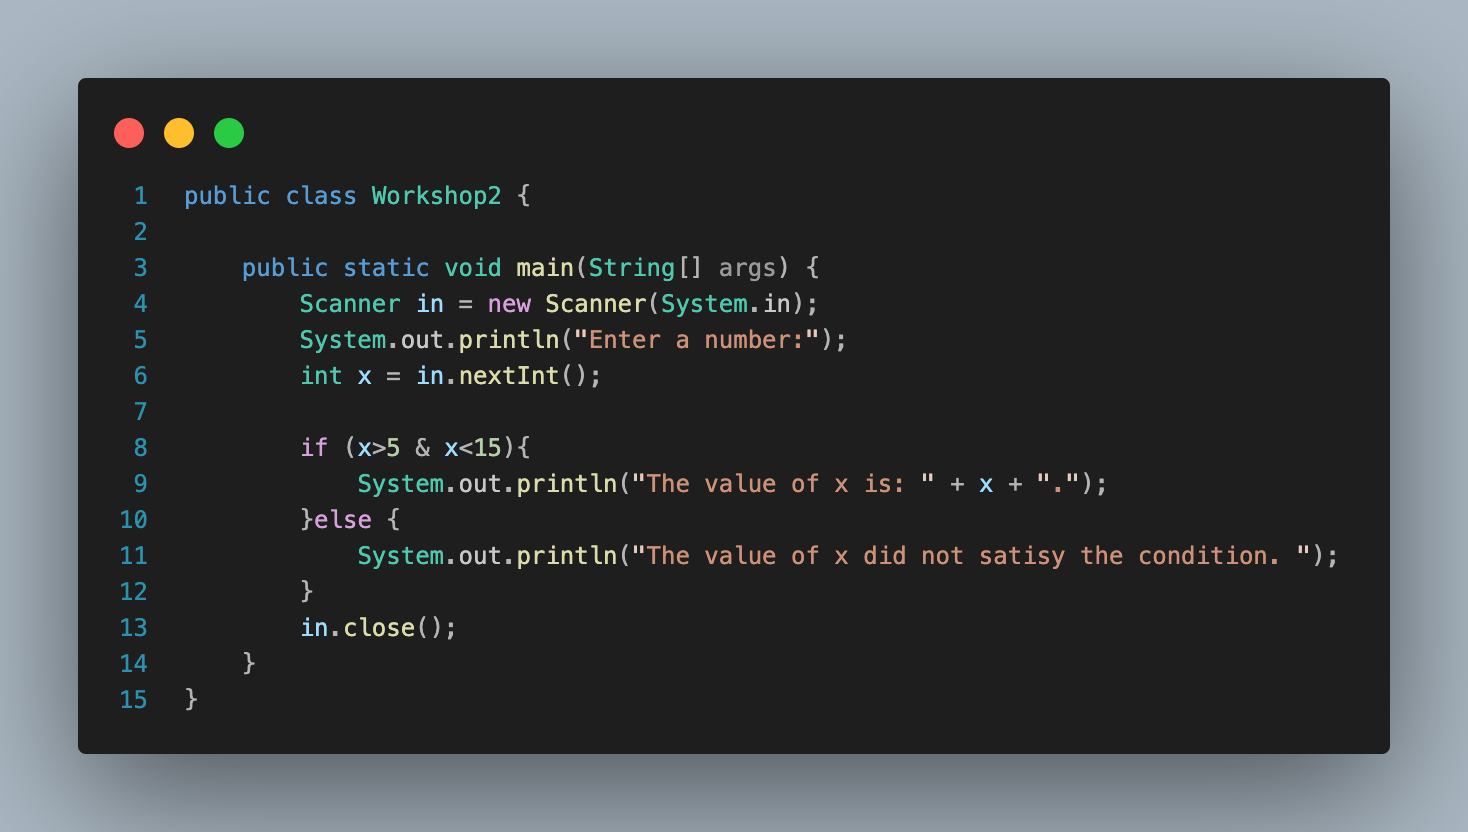 1 public class Workshop2 {
2
3     public static void main(String[] args) {
4         Scanner in = new Scanner(System.in);
5         System.out.println("Enter a number:");
6         int x = in.nextInt();
7
8         if (x>5 & x<15){
9             System.out.println("The value of x is: " + x + ".");
10         }else {
11             System.out.println("The value of x did not satisy the condition. ");
12         }
13         in.close();
14     }
15 }